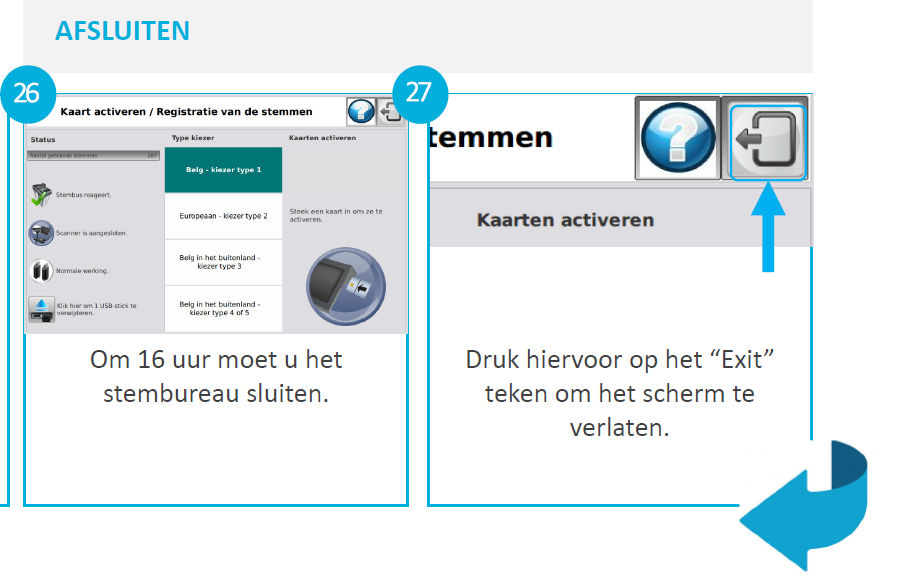 AFSLUITEN
26
Kaart activeren / Registratie van de stemmen
Status
Type kiezer
Kaarten activeren
Aantal gescande stemmen 387
Belg - kiezer type 1
Stembus reageert.
Europeaan - kiezer type 2
Steek een kaart in om ze te
activeren.
Scanner is aangesloten.
Belg in het buitenland -
kiezer type 3
Normale werking.
Klik hier om 1 USB-stick te
verwijderen.
Belg in het buitenland -
kiezer type 4 of 5
Om 16 uur moet u het
stembureau sluiten.
27
temmen
?
Kaarten activeren
Druk hiervoor op het “Exit”
teken om het scherm te
verlaten.